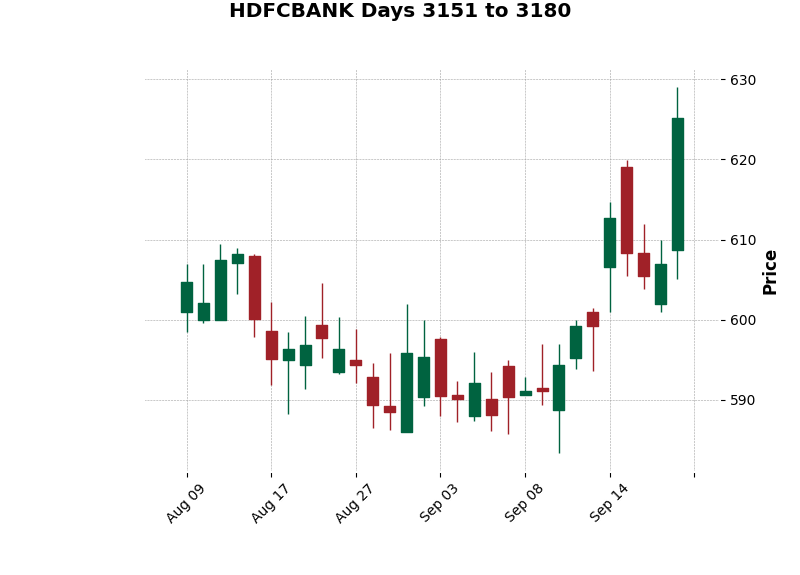 HDFCBANK Days 3151 to 3180
630
620
610
600
590
Price
Aug 09
Aug 17
Aug 27
Sep 03
Sep 08
Sep 14